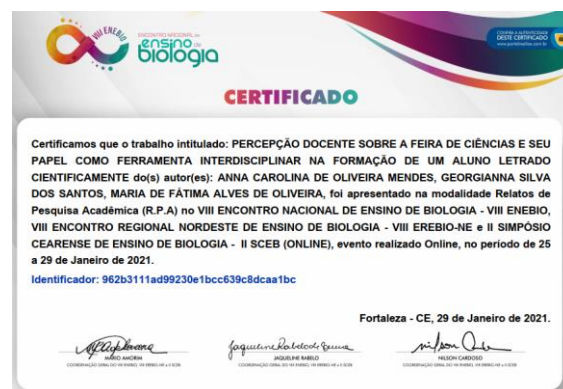 VIII ENEBIO
ENCONTRO NACIONAL DE
ensino de
biologia
CONFIRA A AUTENTICIDADE
DESTE CERTIFICADO
CERTIFICADO
Certificamos que o trabalho intitulado: PERCEPÇÃO DOCENTE SOBRE A FEIRA DE CIÊNCIAS E SEU
PAPEL COMO FERRAMENTA INTERDISCIPLINAR NA FORMAÇÃO DE UM ALUNO LETRADO
CIENTIFICAMENTE do(s) autor(es): ANNA CAROLINA DE OLIVEIRA MENDES, GEORGIANNA SILVA
DOS SANTOS, MARIA DE FÁTIMA ALVES DE OLIVEIRA, foi apresentado na modalidade Relatos de
Pesquisa Acadêmica (R.P.A) no VIII ENCONTRO NACIONAL DE ENSINO DE BIOLOGIA - VIII ENEBIO,
VIII ENCONTRO REGIONAL NORDESTE DE ENSINO DE BIOLOGIA - VIII EREBIO-NE e II SIMPÓSIO
CEARENSE DE ENSINO DE BIOLOGIA - II SCEB (ONLINE), evento realizado Online, no período de 25
a 29 de Janeiro de 2021.
Identificador: 962b3111ad99230e1bcc639c8dcaa1bc
Fortaleza - CE, 29 de Janeiro de 2021.
MÁRIO AMORIM
JAQUELINE RABELO
NILSON CARDOSO